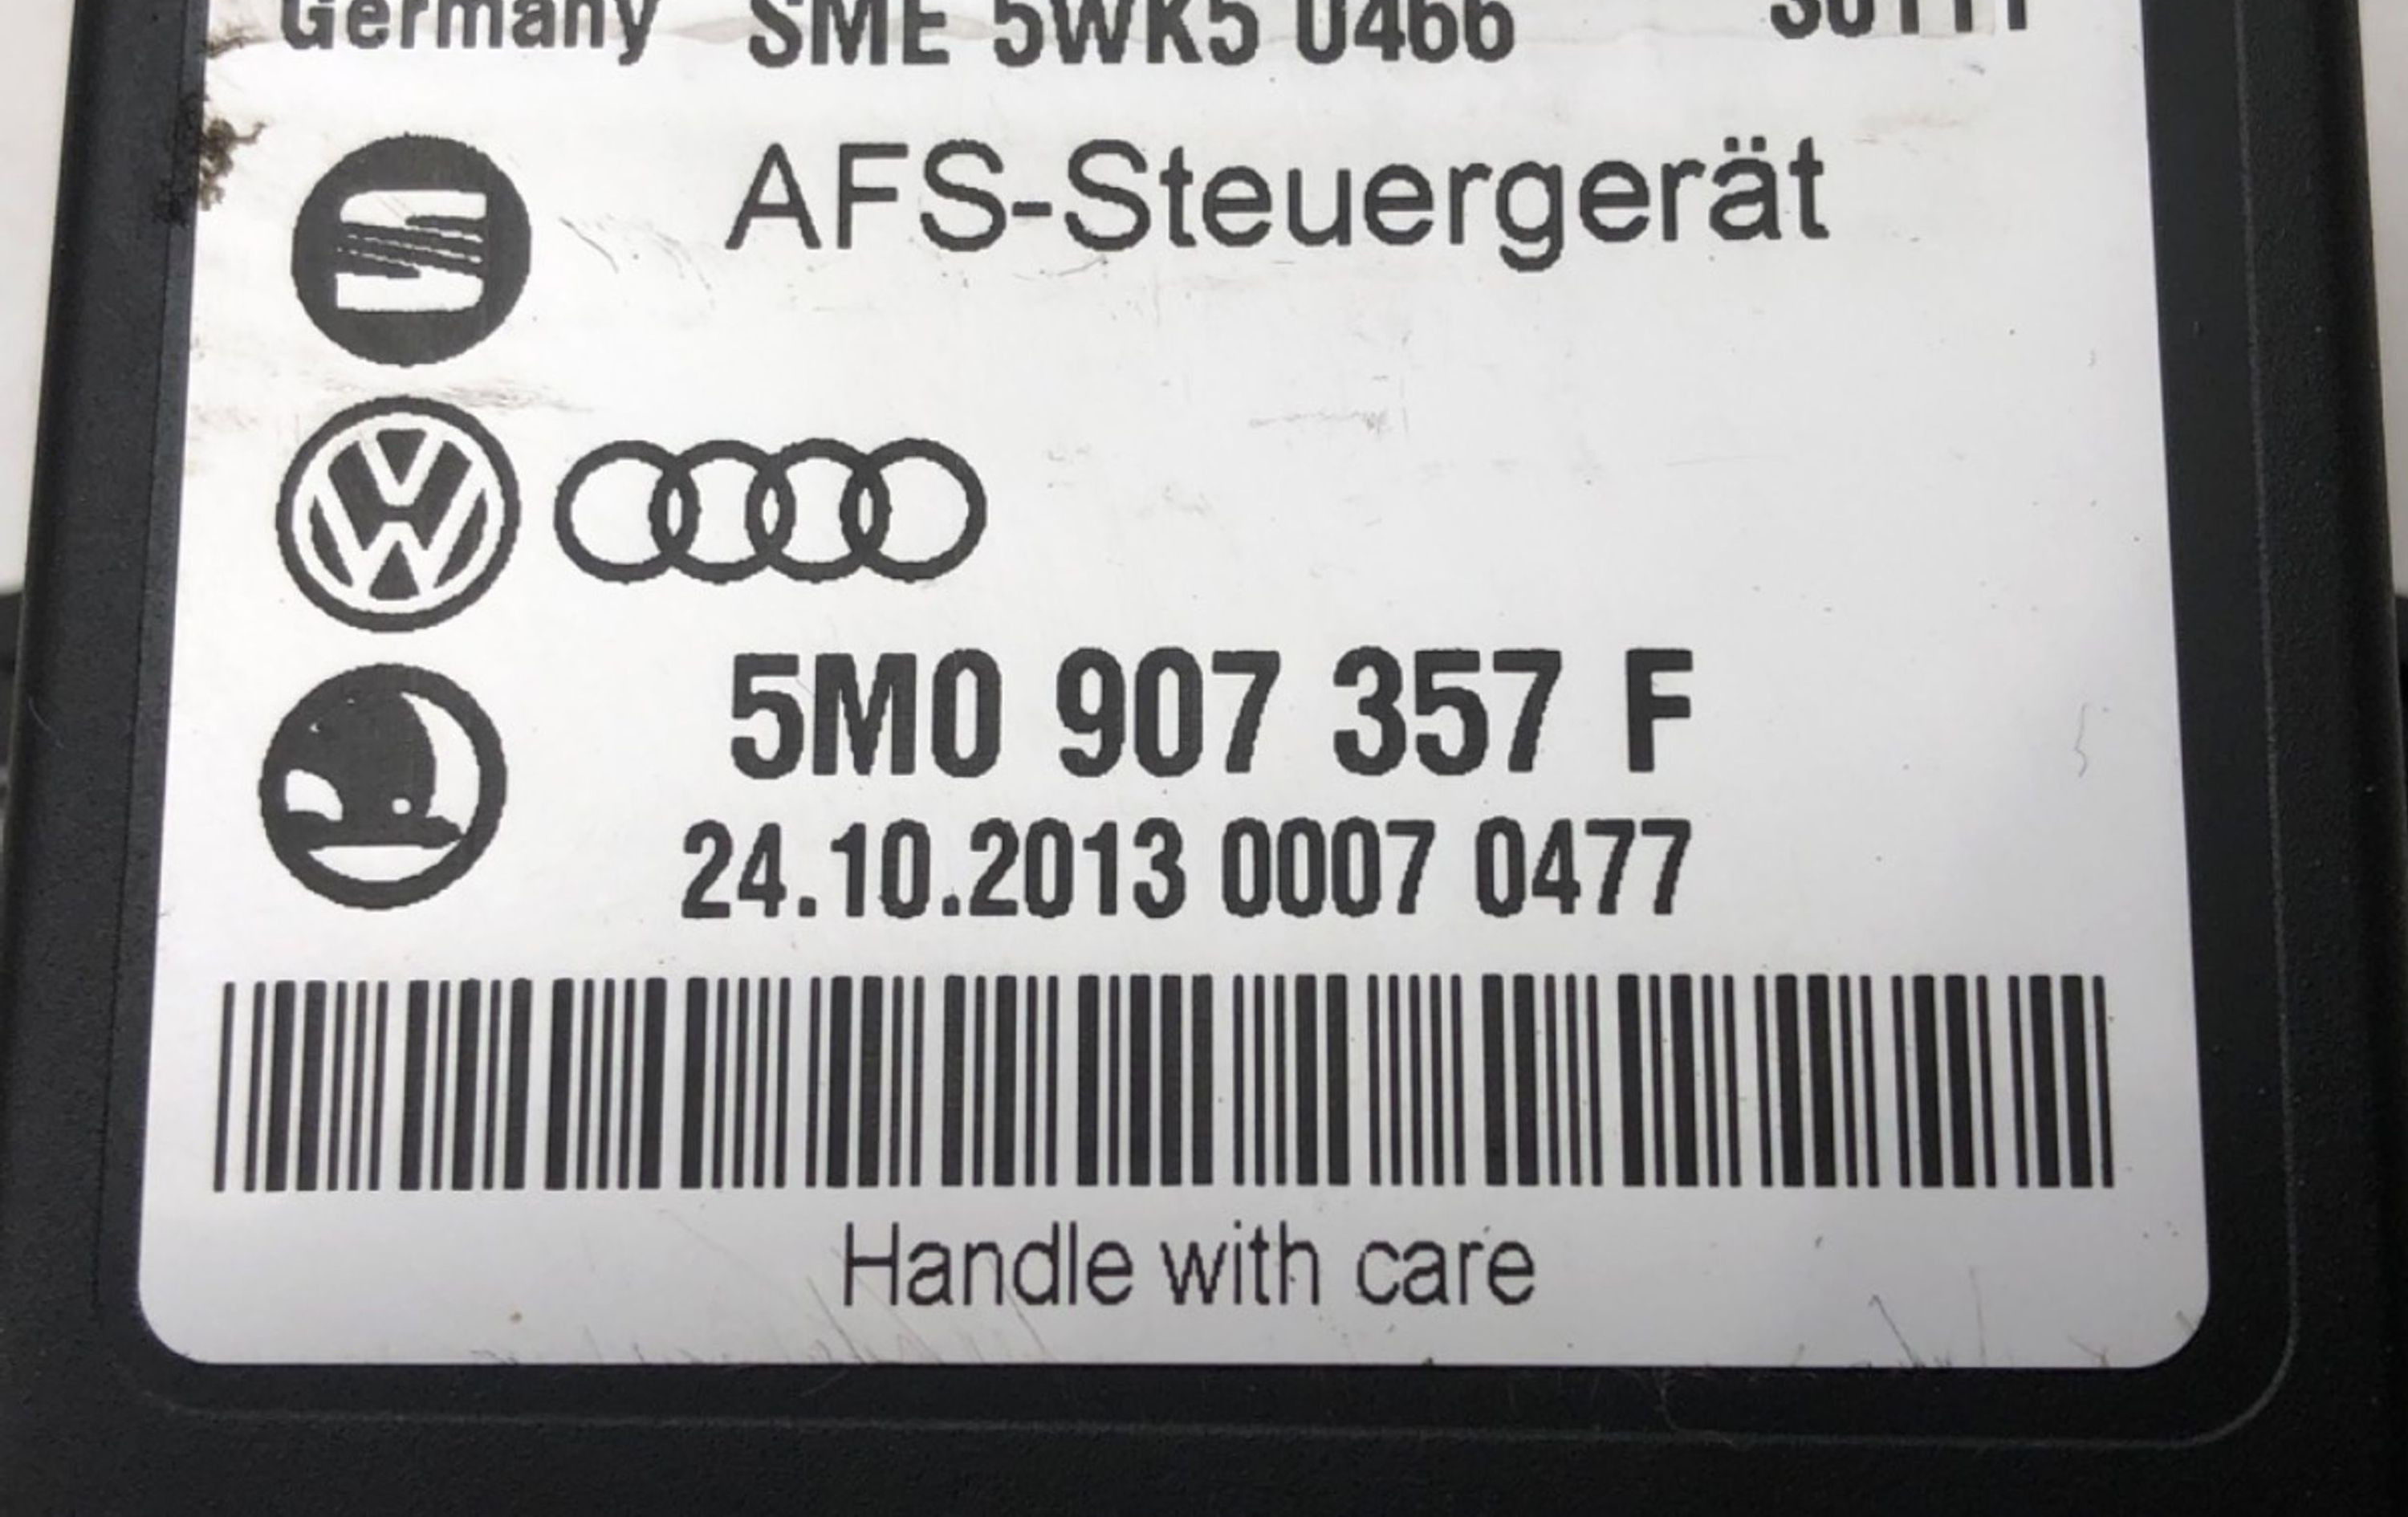 Germany SME 5WK5 0466
AFS-Steuergerät
5M0 907 357 F
24.10.2013 0007 0477
Handle with care